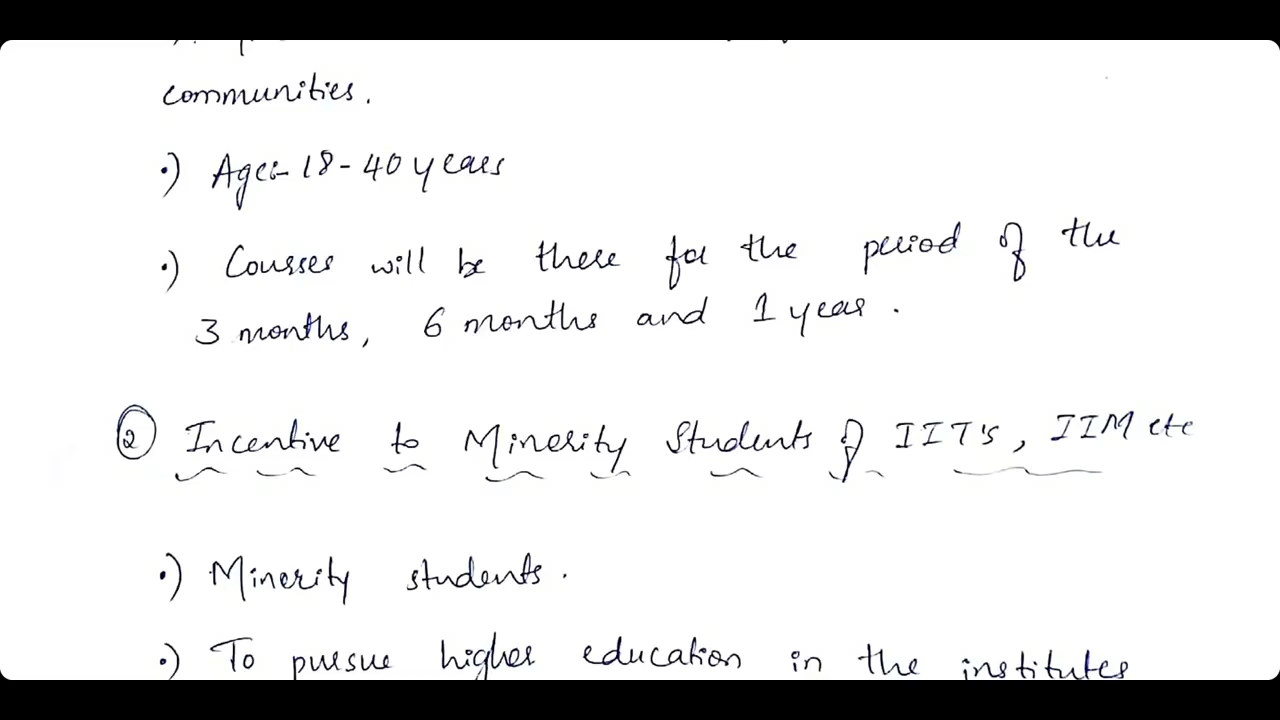 communities.
•) Age:- 18 - 40 years
•) Courses will be there for the period of the
3 months, 6 months and 1 year.
② Incentive to Minority Students of IIT's, IIM etc
•) Minority students.
•) To pursue higher education in the institutes